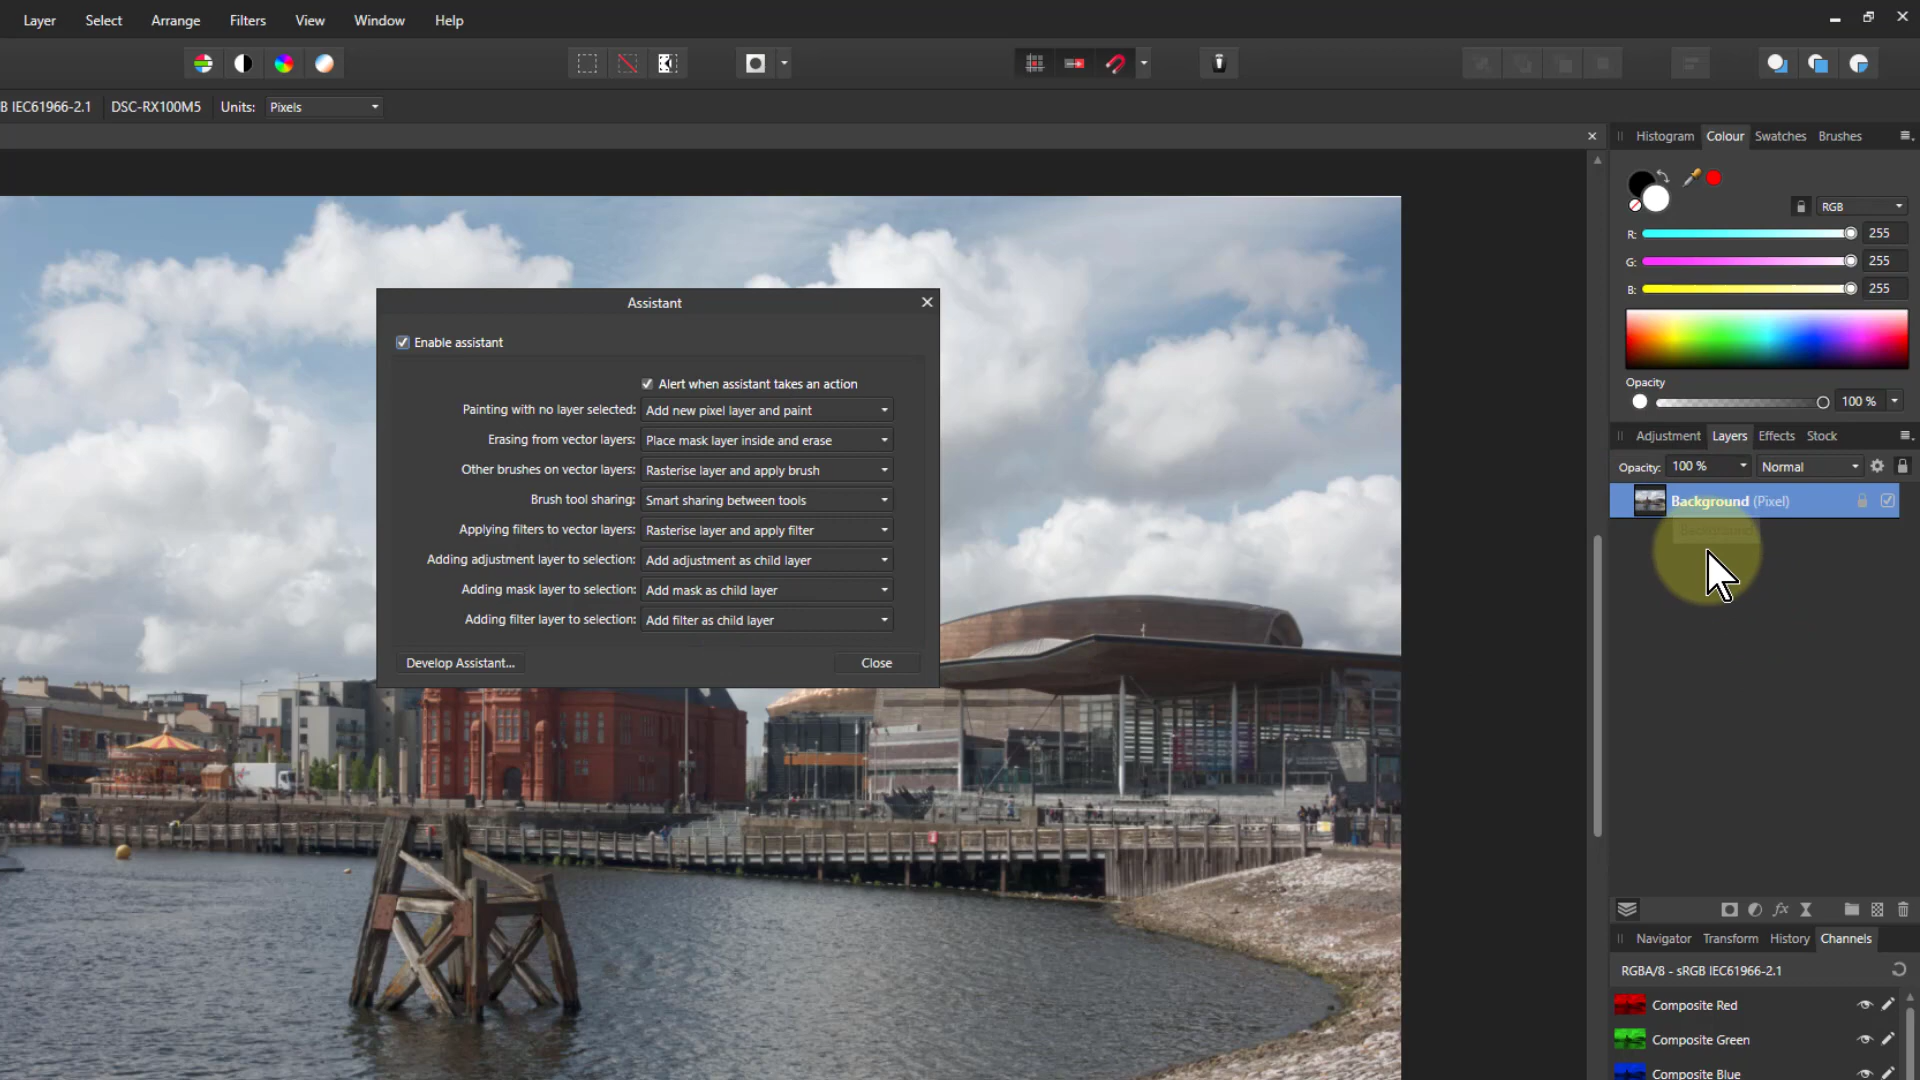 Layer Select Arrange Filters View Window Help
B IEC61966-2.1 DSC-RX100M5 Units: Pixels
Histogram Colour Swatches Brushes
RGB
R: 255
G: 255
B: 255
Opacity
100 %
Adjustment Layers Effects Stock
Opacity: 100 % Normal
Background (Pixel)
Background
Assistant
Enable assistant
Alert when assistant takes an action
Painting with no layer selected: Add new pixel layer and paint
Erasing from vector layers: Place mask layer inside and erase
Other brushes on vector layers: Rasterise layer and apply brush
Brush tool sharing: Smart sharing between tools
Applying filters to vector layers: Rasterise layer and apply filter
Adding adjustment layer to selection: Add adjustment as child layer
Adding mask layer to selection: Add mask as child layer
Adding filter layer to selection: Add filter as child layer
Develop Assistant... Close
Navigator Transform History Channels
RGBA/8 - sRGB IEC61966-2.1
Composite Red
Composite Green
Composite Blue